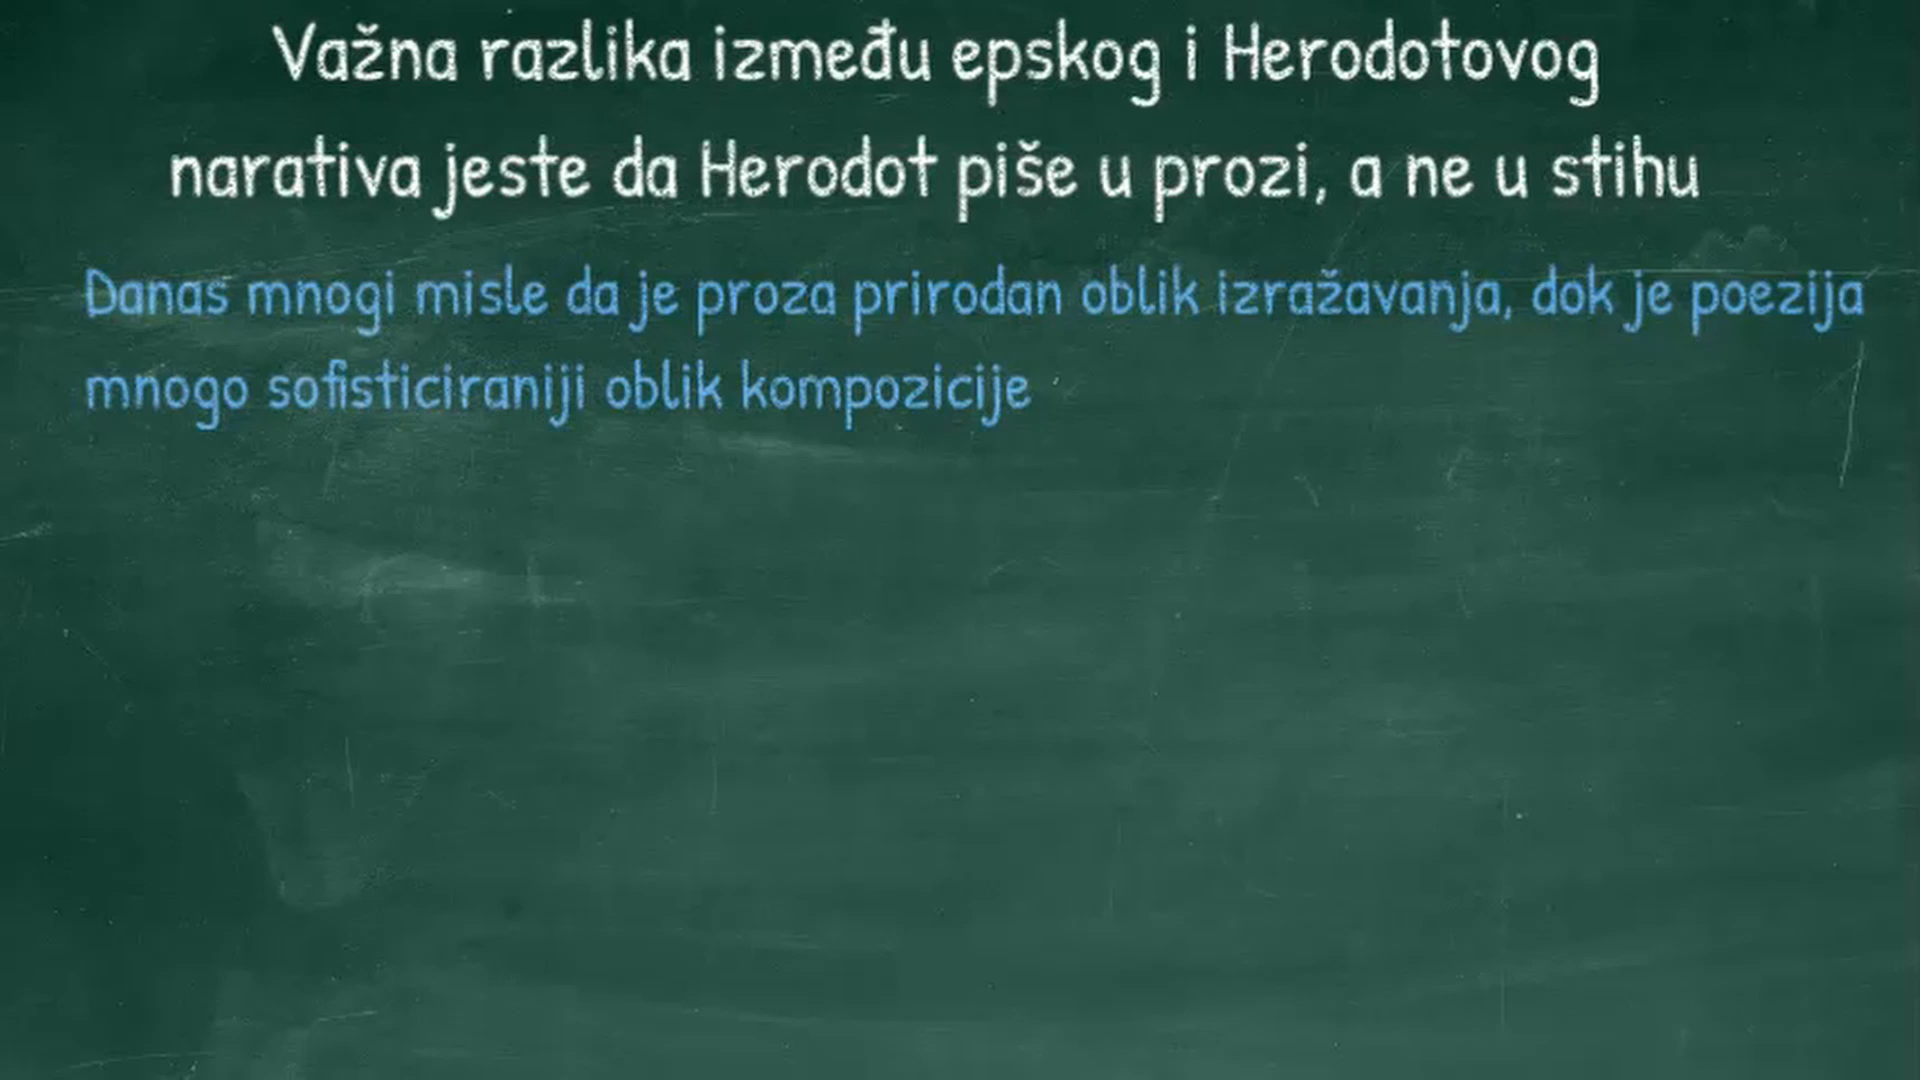 Važna razlika između epskog i Herodotovog
narativa jeste da Herodot piše u prozi, a ne u stihu
Danas mnogi misle da je proza prirodan oblik izražavanja, dok je poezija
mnogo sofisticiraniji oblik kompozicije